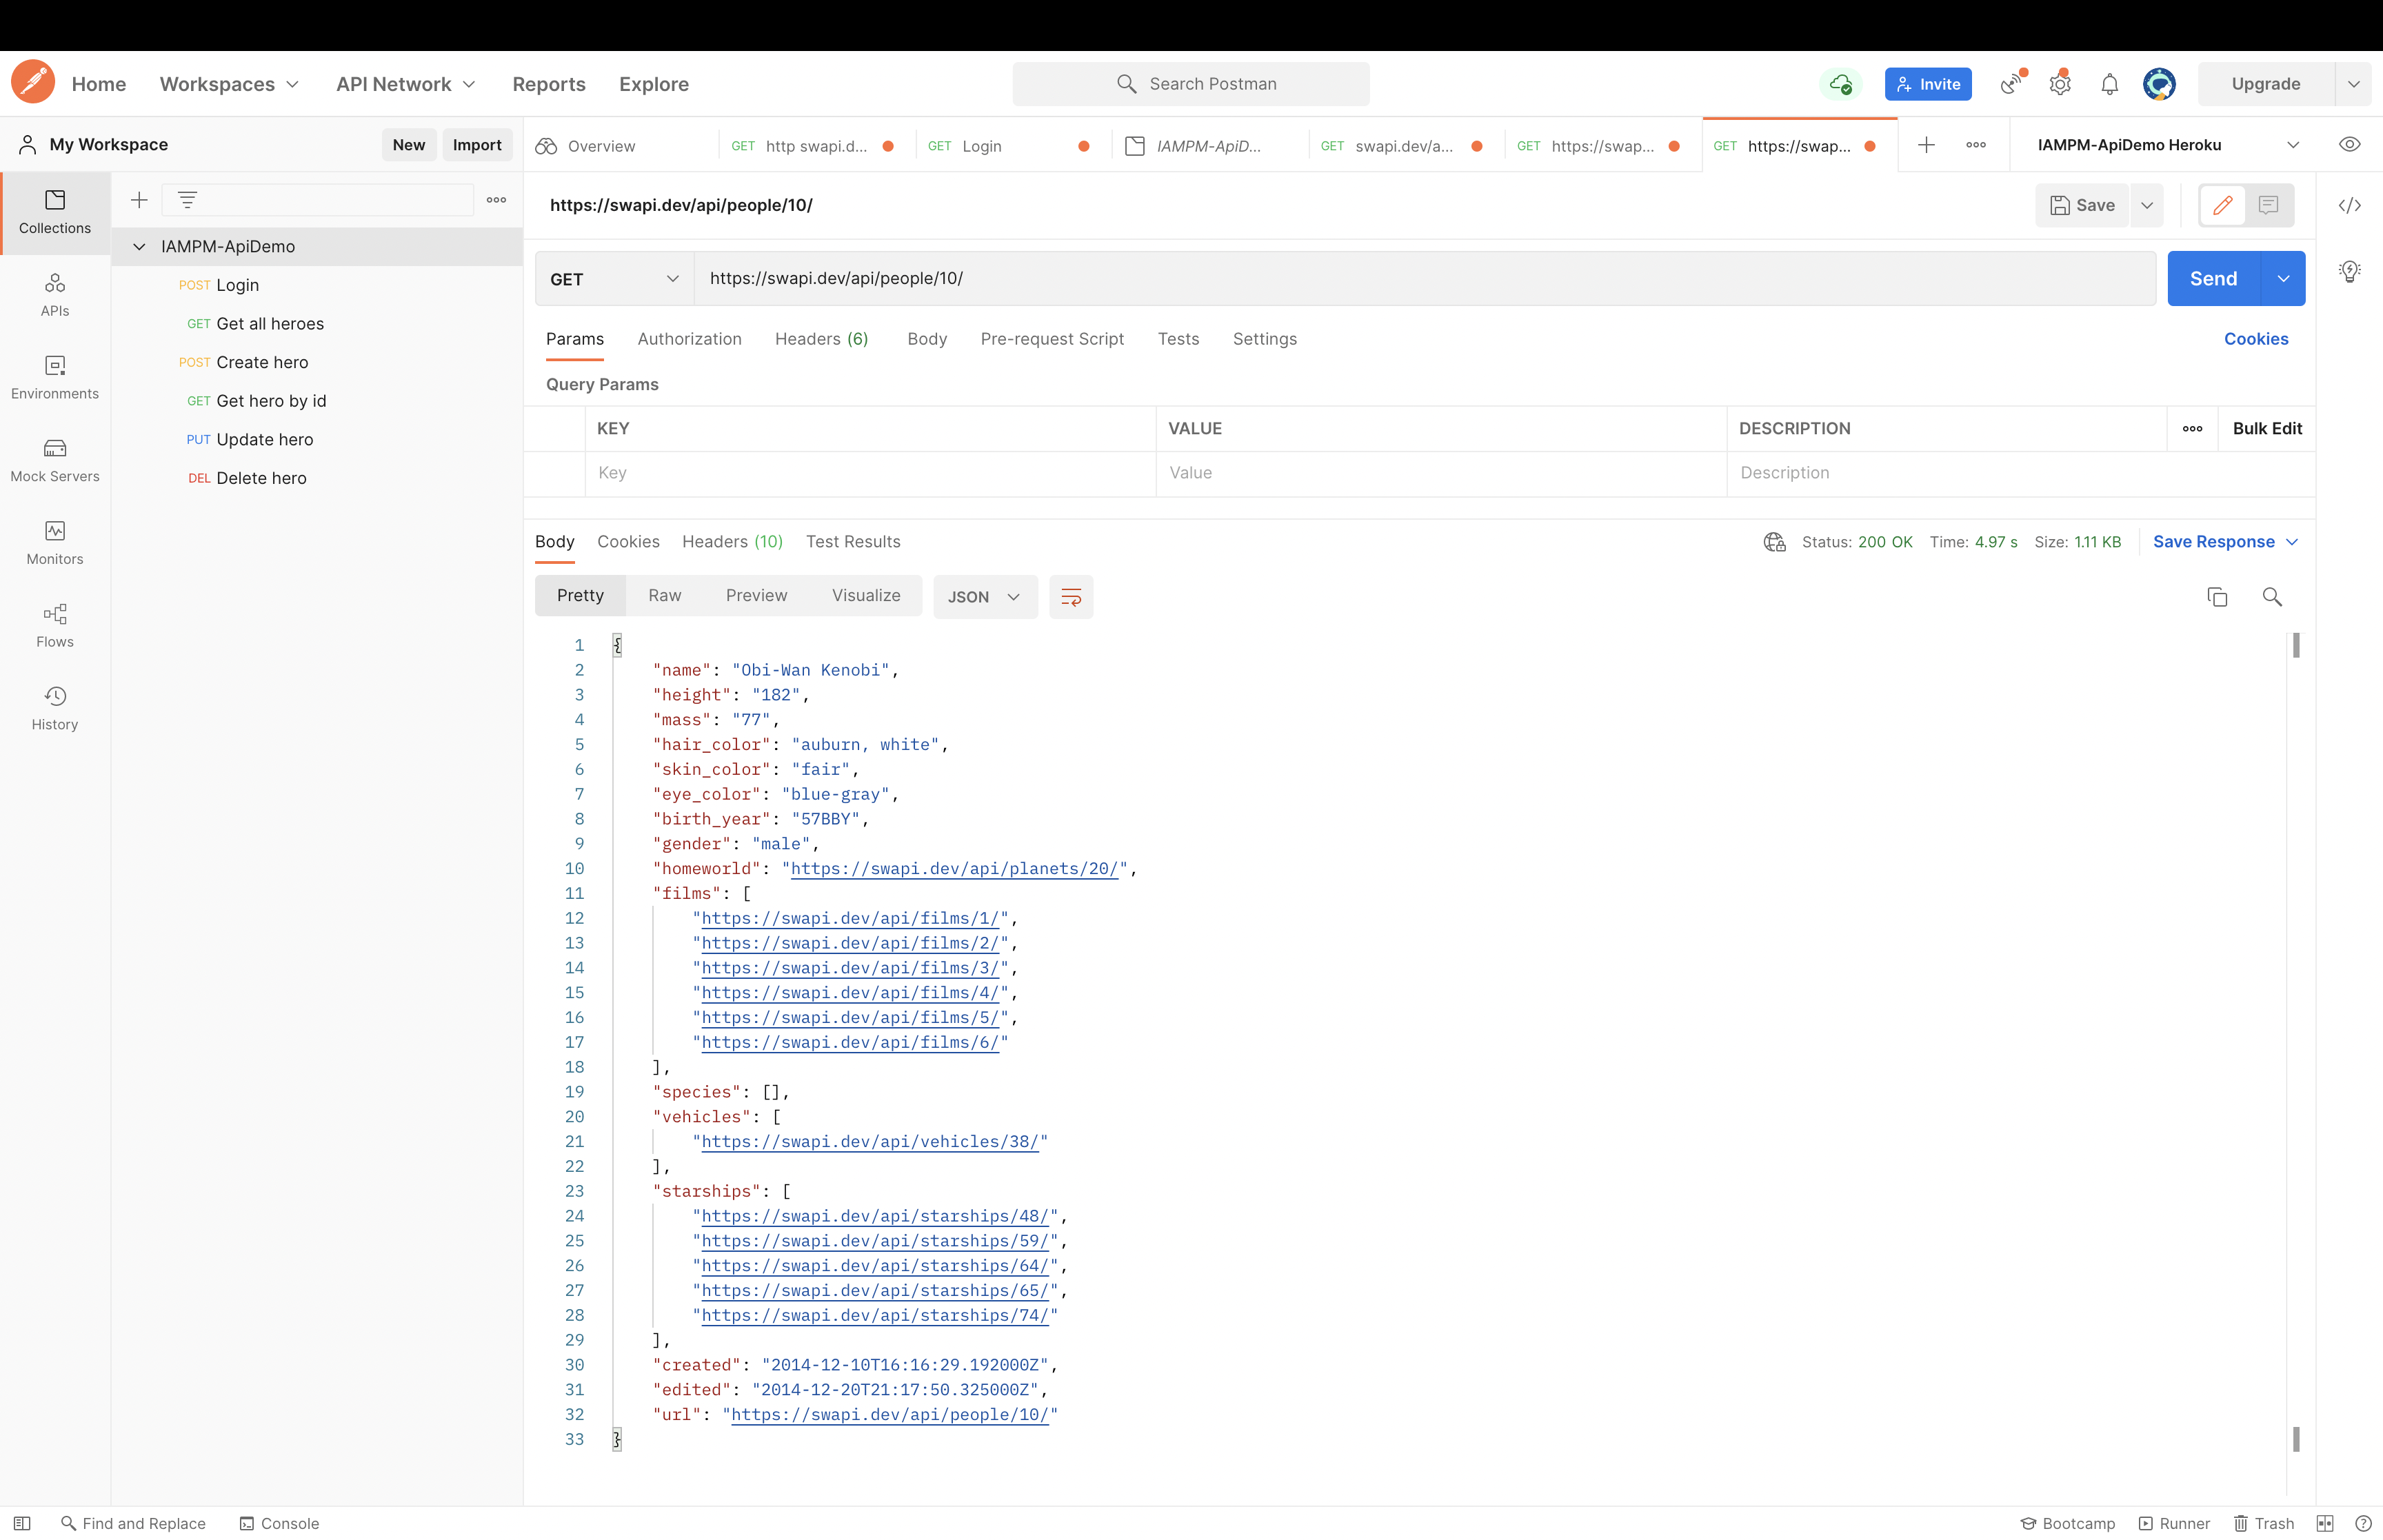 Home Workspaces API Network Reports Explore Search Postman Invite Upgrade
My Workspace New Import Overview GET http swapi.d... GET Login IAMPM-ApiD... GET swapi.dev/a... GET https://swap... GET https://swap... IAMPM-ApiDemo Heroku
Collections
APIs
Environments
Mock Servers
Monitors
Flows
History
IAMPM-ApiDemo
POST Login
GET Get all heroes
POST Create hero
GET Get hero by id
PUT Update hero
DEL Delete hero
https://swapi.dev/api/people/10/ Save
GET https://swapi.dev/api/people/10/ Send
Params Authorization Headers (6) Body Pre-request Script Tests Settings Cookies
Query Params
KEY VALUE DESCRIPTION Bulk Edit
Key Value Description
Body Cookies Headers (10) Test Results Status: 200 OK Time: 4.97 s Size: 1.11 KB Save Response
Pretty Raw Preview Visualize JSON
1 {
2 "name": "Obi-Wan Kenobi",
3 "height": "182",
4 "mass": "77",
5 "hair_color": "auburn, white",
6 "skin_color": "fair",
7 "eye_color": "blue-gray",
8 "birth_year": "57BBY",
9 "gender": "male",
10 "homeworld": "https://swapi.dev/api/planets/20/",
11 "films": [
12 "https://swapi.dev/api/films/1/",
13 "https://swapi.dev/api/films/2/",
14 "https://swapi.dev/api/films/3/",
15 "https://swapi.dev/api/films/4/",
16 "https://swapi.dev/api/films/5/",
17 "https://swapi.dev/api/films/6/"
18 ],
19 "species": [],
20 "vehicles": [
21 "https://swapi.dev/api/vehicles/38/"
22 ],
23 "starships": [
24 "https://swapi.dev/api/starships/48/",
25 "https://swapi.dev/api/starships/59/",
26 "https://swapi.dev/api/starships/64/",
27 "https://swapi.dev/api/starships/65/",
28 "https://swapi.dev/api/starships/74/"
29 ],
30 "created": "2014-12-10T16:16:29.192000Z",
31 "edited": "2014-12-20T21:17:50.325000Z",
32 "url": "https://swapi.dev/api/people/10/"
33 }
Find and Replace Console Bootcamp Runner Trash